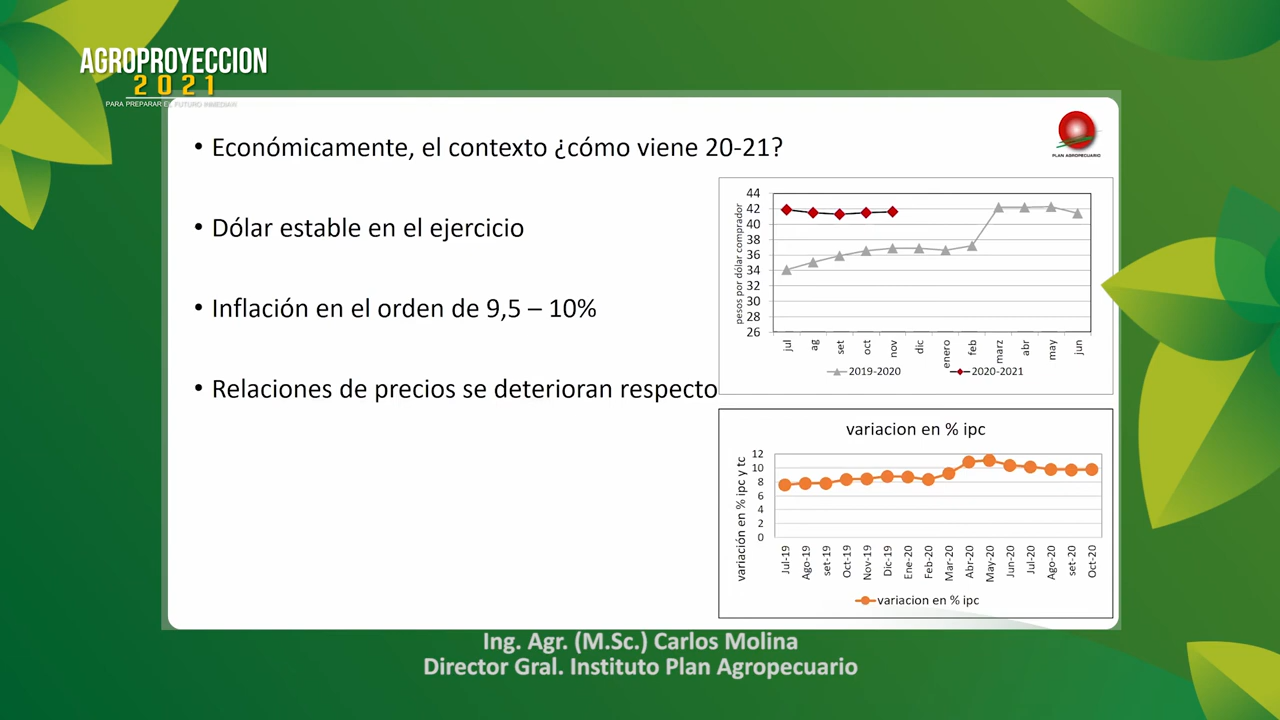 AGROPROYECCION
2021
PARA PREPARAR EL FUTURO INMEDIATO
• Económicamente, el contexto ¿cómo viene 20-21?
• Dólar estable en el ejercicio
• Inflación en el orden de 9,5 – 10%
• Relaciones de precios se deterioran respecto
PLAN AGROPECUARIO
pesos por dólar comprador
44
42
40
38
36
34
32
30
28
26
jul ag set oct nov dic enero feb marz abr may jun
2019-2020 2020-2021
variacion en % ipc
variación en % ipc y tc
12
10
8
6
4
2
0
Jul-19 Ago-19 set-19 Oct-19 Nov-19 Dic-19 Ene-20 Feb-20 Mar-20 Abr-20 May-20 Jun-20 Jul-20 Ago-20 set-20 Oct-20
variacion en % ipc
Ing. Agr. (M.Sc.) Carlos Molina
Director Gral. Instituto Plan Agropecuario